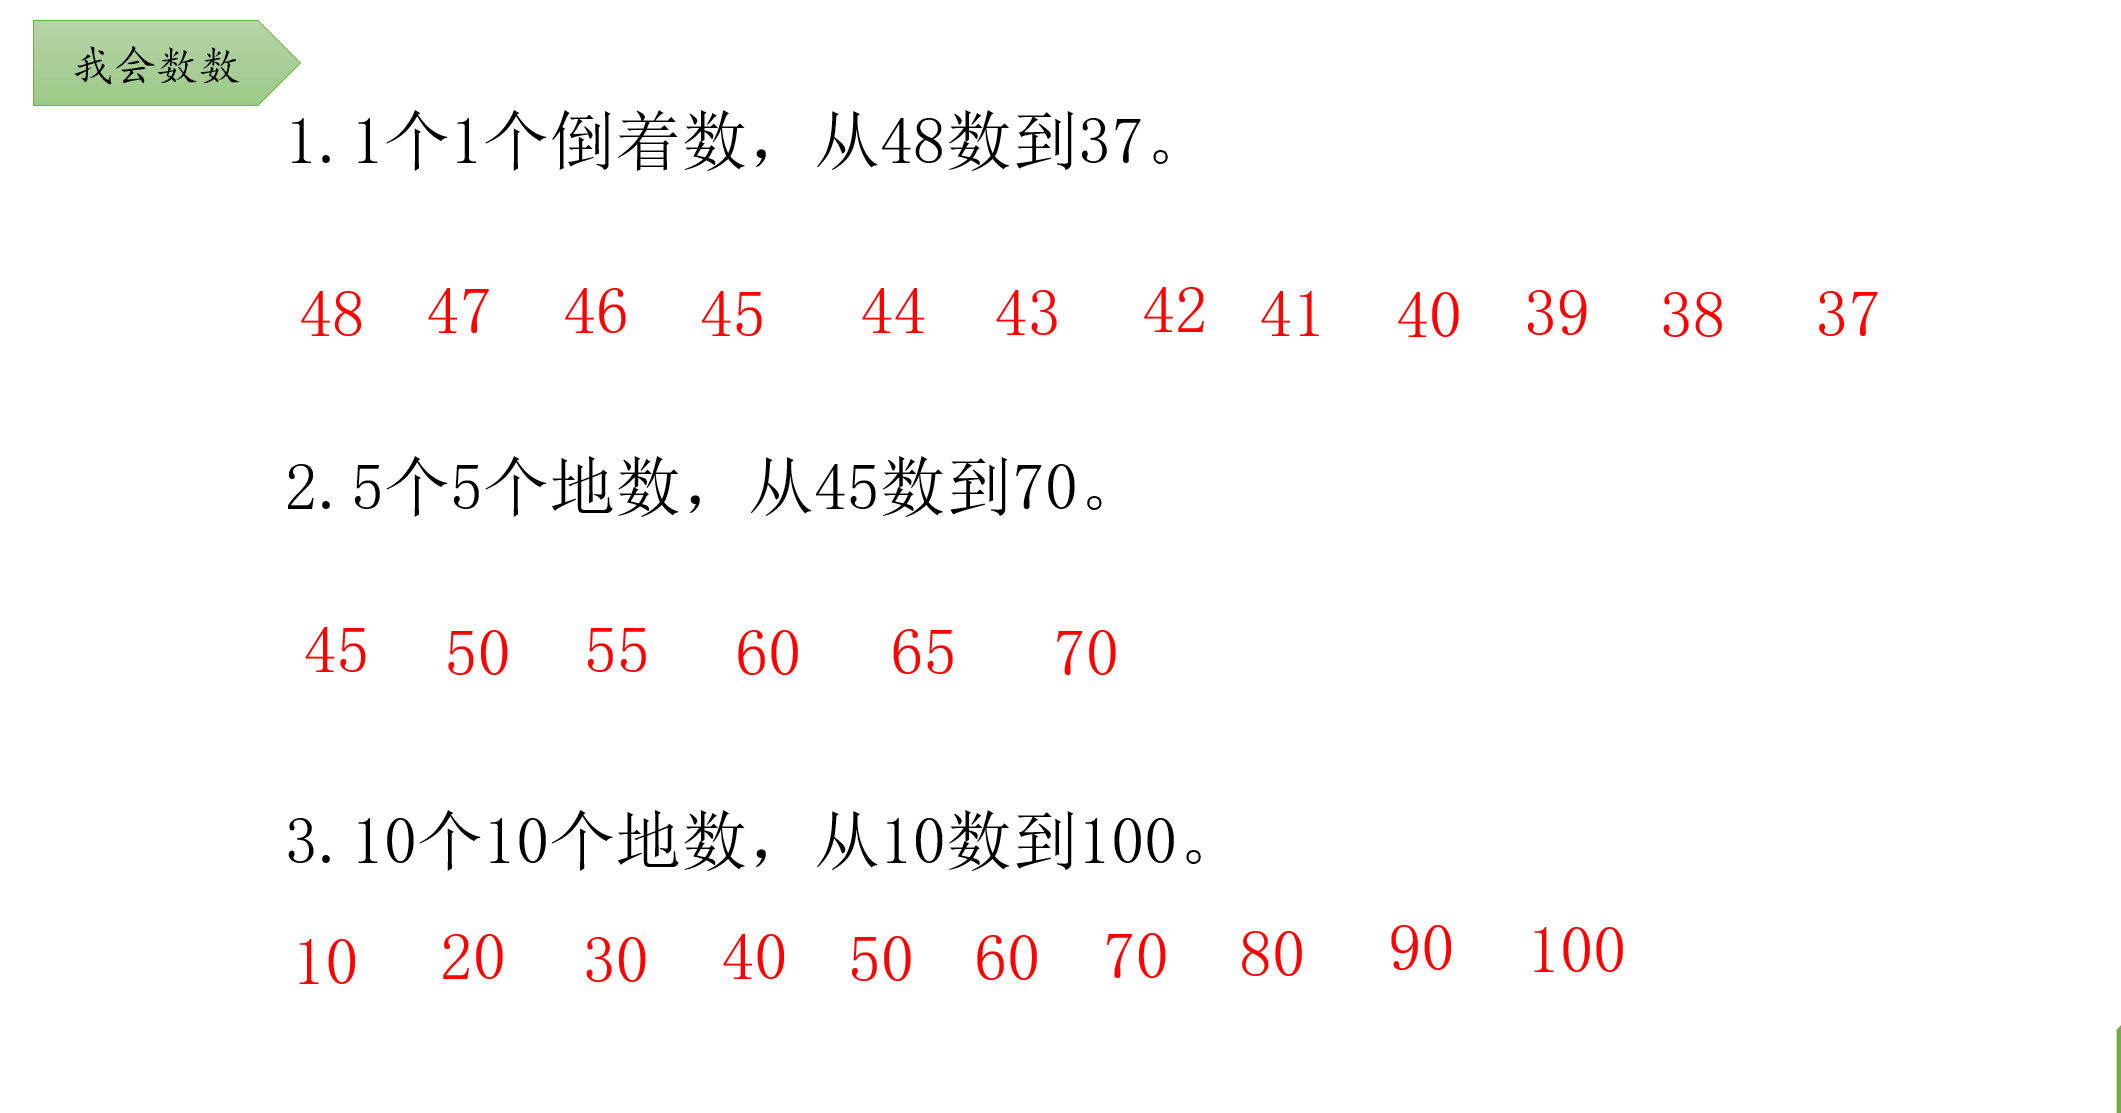 我会数数
1.1个1个倒着数，从48数到37。
48 47 46 45 44 43 42 41 40 39 38 37
2.5个5个地数，从45数到70。
45 50 55 60 65 70
3.10个10个地数，从10数到100。
10 20 30 40 50 60 70 80 90 100